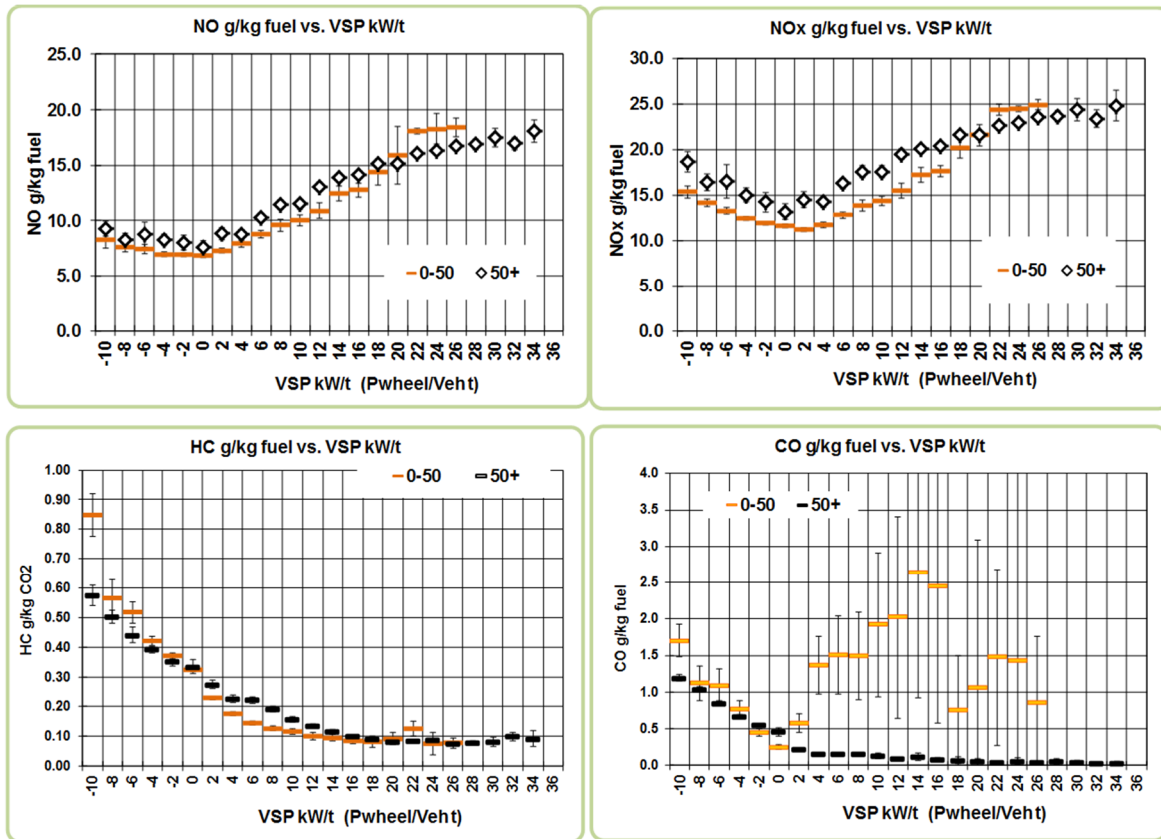 NO g/kg fuel vs. VSP kW/t
25.0
20.0
15.0
10.0
5.0
0.0
NO g/kg fuel
0-50 50+
-10 -8 -6 -4 -2 0 2 4 6 8 10 12 14 16 18 20 22 24 26 28 30 32 34 36
VSP kW/t (Pwheel/Veh t)
NOx g/kg fuel vs. VSP kW/t
30.0
25.0
20.0
15.0
10.0
5.0
0.0
NOx g/kg fuel
0-50 50+
-10 -8 -6 -4 -2 0 2 4 6 8 10 12 14 16 18 20 22 24 26 28 30 32 34 36
VSP kW/t (Pwheel/Veh t)
HC g/kg fuel vs. VSP kW/t
0-50 50+
1.00
0.90
0.80
0.70
0.60
0.50
0.40
0.30
0.20
0.10
0.00
HC g/kg CO2
-10 -8 -6 -4 -2 0 2 4 6 8 10 12 14 16 18 20 22 24 26 28 30 32 34 36
VSP kW/t (Pwheel/Veh t)
CO g/kg fuel vs. VSP kW/t
0-50 50+
4.0
3.5
3.0
2.5
2.0
1.5
1.0
0.5
0.0
CO g/kg fuel
-10 -8 -6 -4 -2 0 2 4 6 8 10 12 14 16 18 20 22 24 26 28 30 32 34 36
VSP kW/t (Pwheel/Veh t)